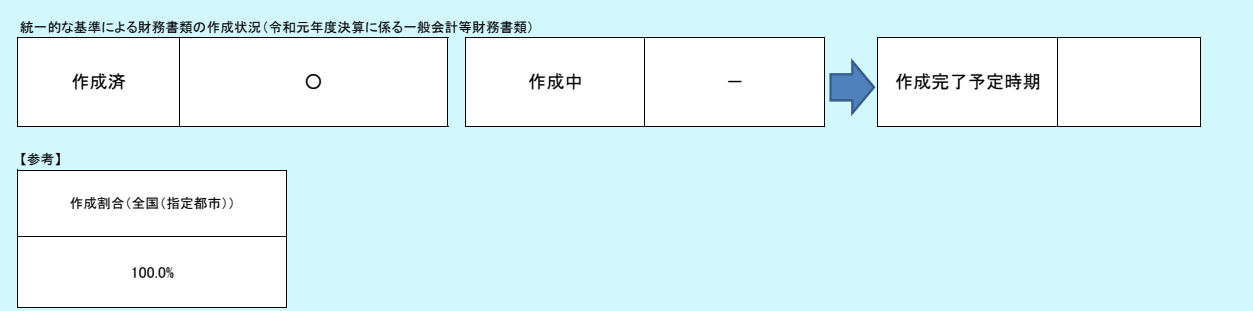 統一的な基準による財務書類の作成状況（令和元年度決算に係る一般会計等財務書類）
作成済 〇 作成中 － 作成完了予定時期
【参考】
作成割合（全国（指定都市））
100.0%